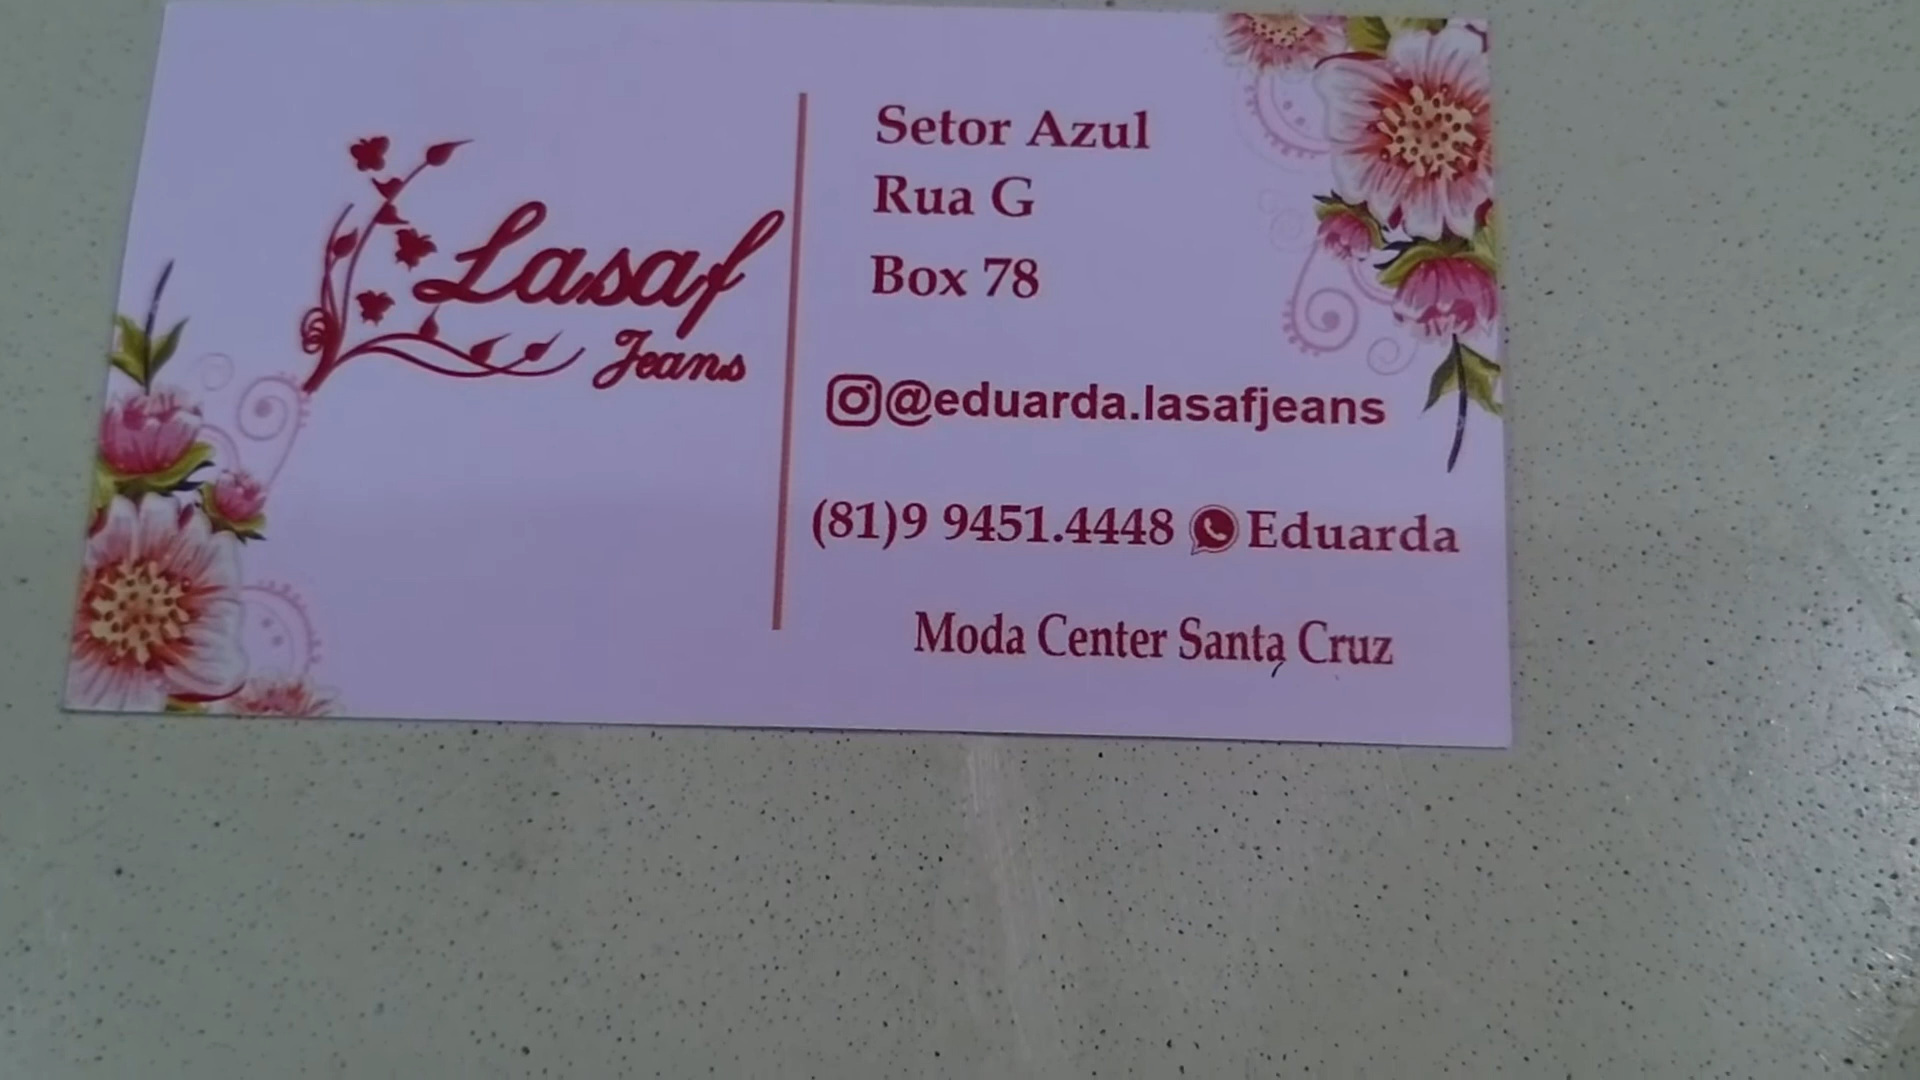 Lasaf
Jeans
Setor Azul
Rua G
Box 78
@eduarda.lasafjeans
(81)9 9451.4448 Eduarda
Moda Center Santa Cruz